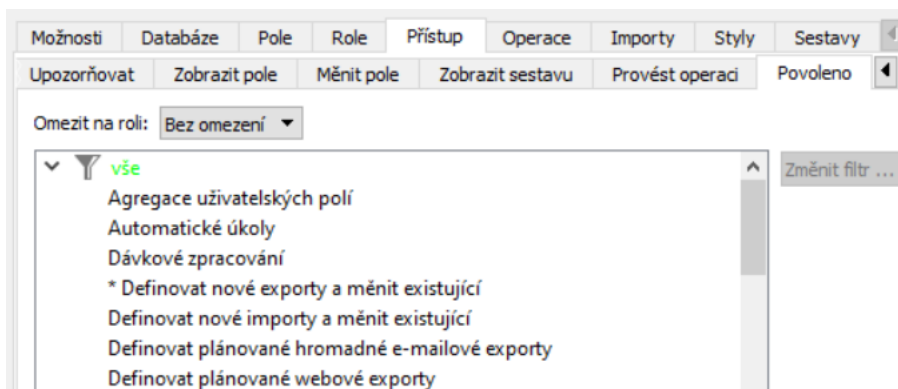 Možnosti Databáze Pole Role Přístup Operace Importy Styly Sestavy
Upozorňovat Zobrazit pole Měnit pole Zobrazit sestavu Provést operaci Povoleno
Omezit na roli: Bez omezení
vše
Změnit filtr ...
Agregace uživatelských polí
Automatické úkoly
Dávkové zpracování
* Definovat nové exporty a měnit existující
Definovat nové importy a měnit existující
Definovat plánované hromadné e-mailové exporty
Definovat plánované webové exporty